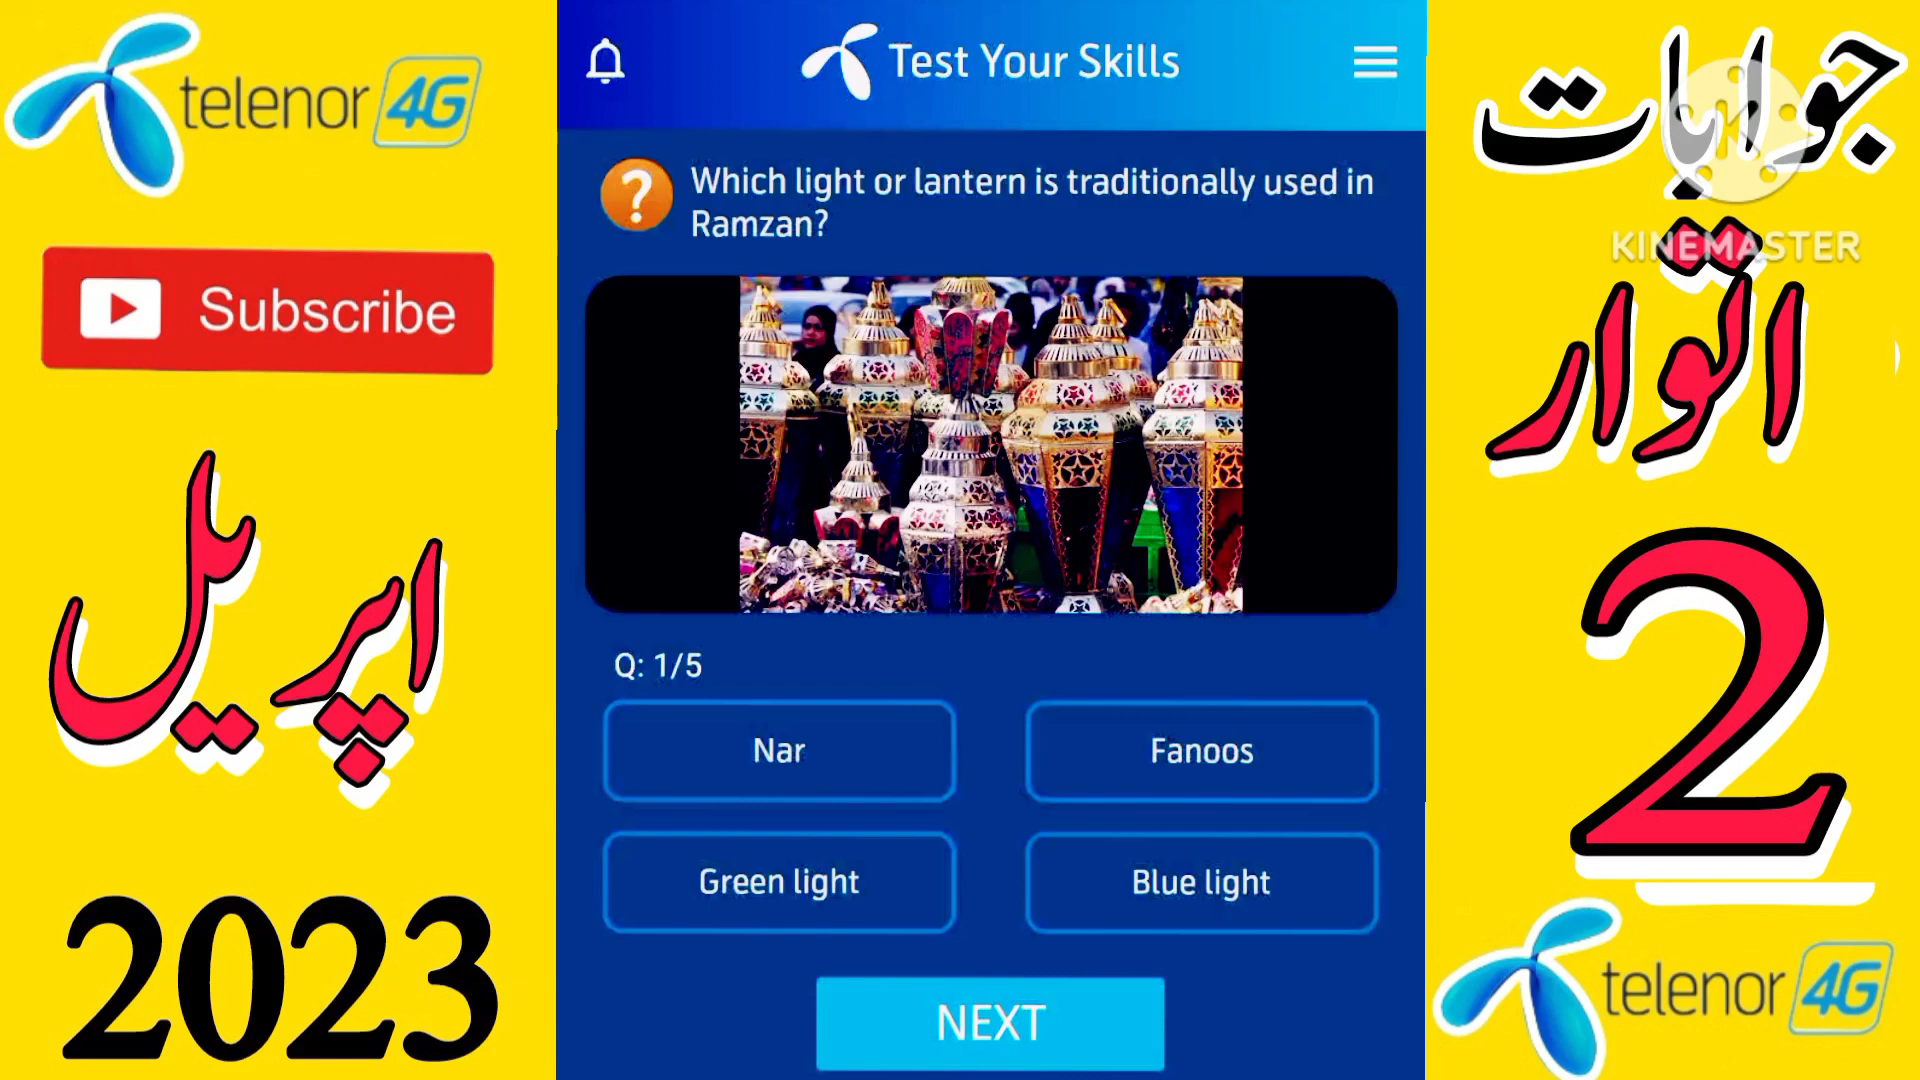 telenor 4G
Subscribe
اپریل
2023
Test Your Skills
Which light or lantern is traditionally used in
Ramzan?
Q: 1/5
Nar
Fanoos
Green light
Blue light
NEXT
جوابات
KINEMASTER
اتوار
2
telenor 4G